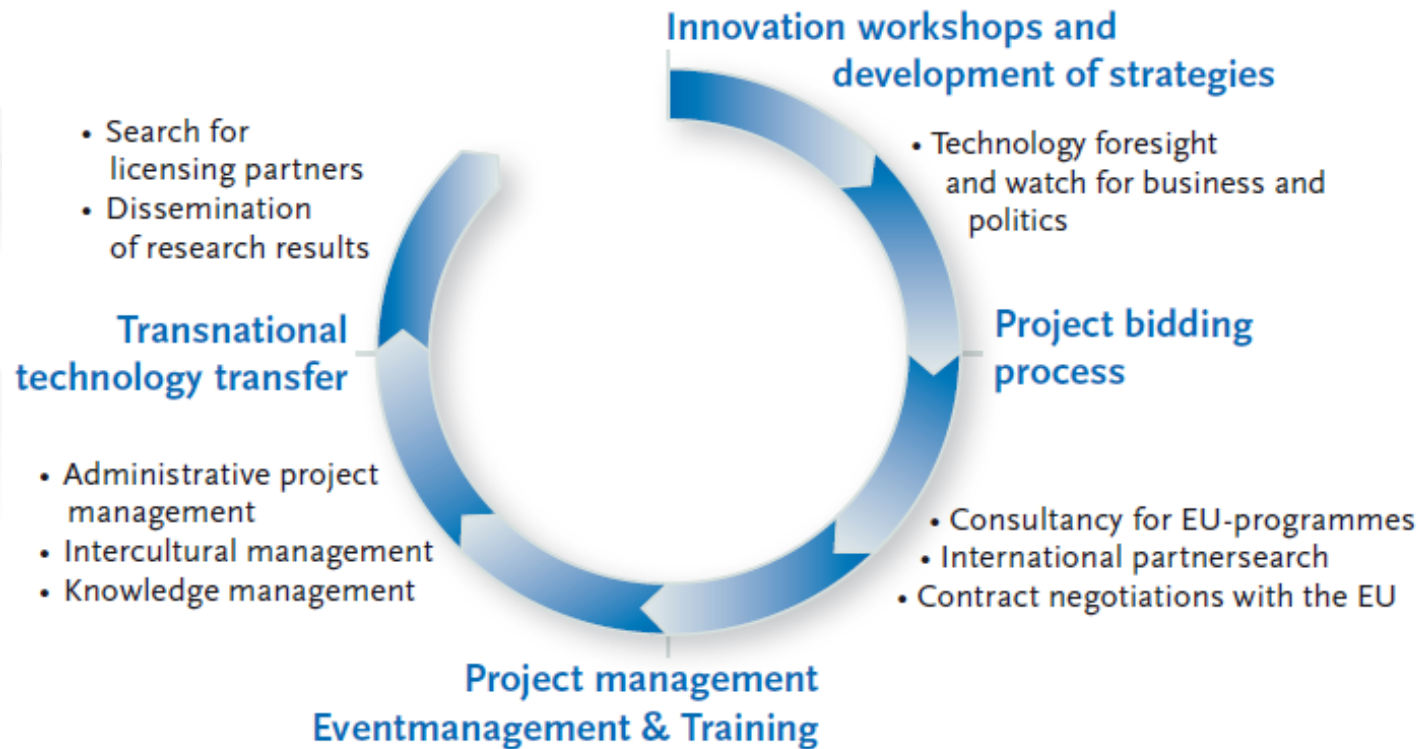 Innovation workshops and
development of strategies
• Technology foresight
and watch for business and
politics
Project bidding
process
• Consultancy for EU-programmes
• International partnersearch
• Contract negotiations with the EU
Project management
Eventmanagement & Training
• Administrative project
management
• Intercultural management
• Knowledge management
Transnational
technology transfer
• Search for
licensing partners
• Dissemination
of research results